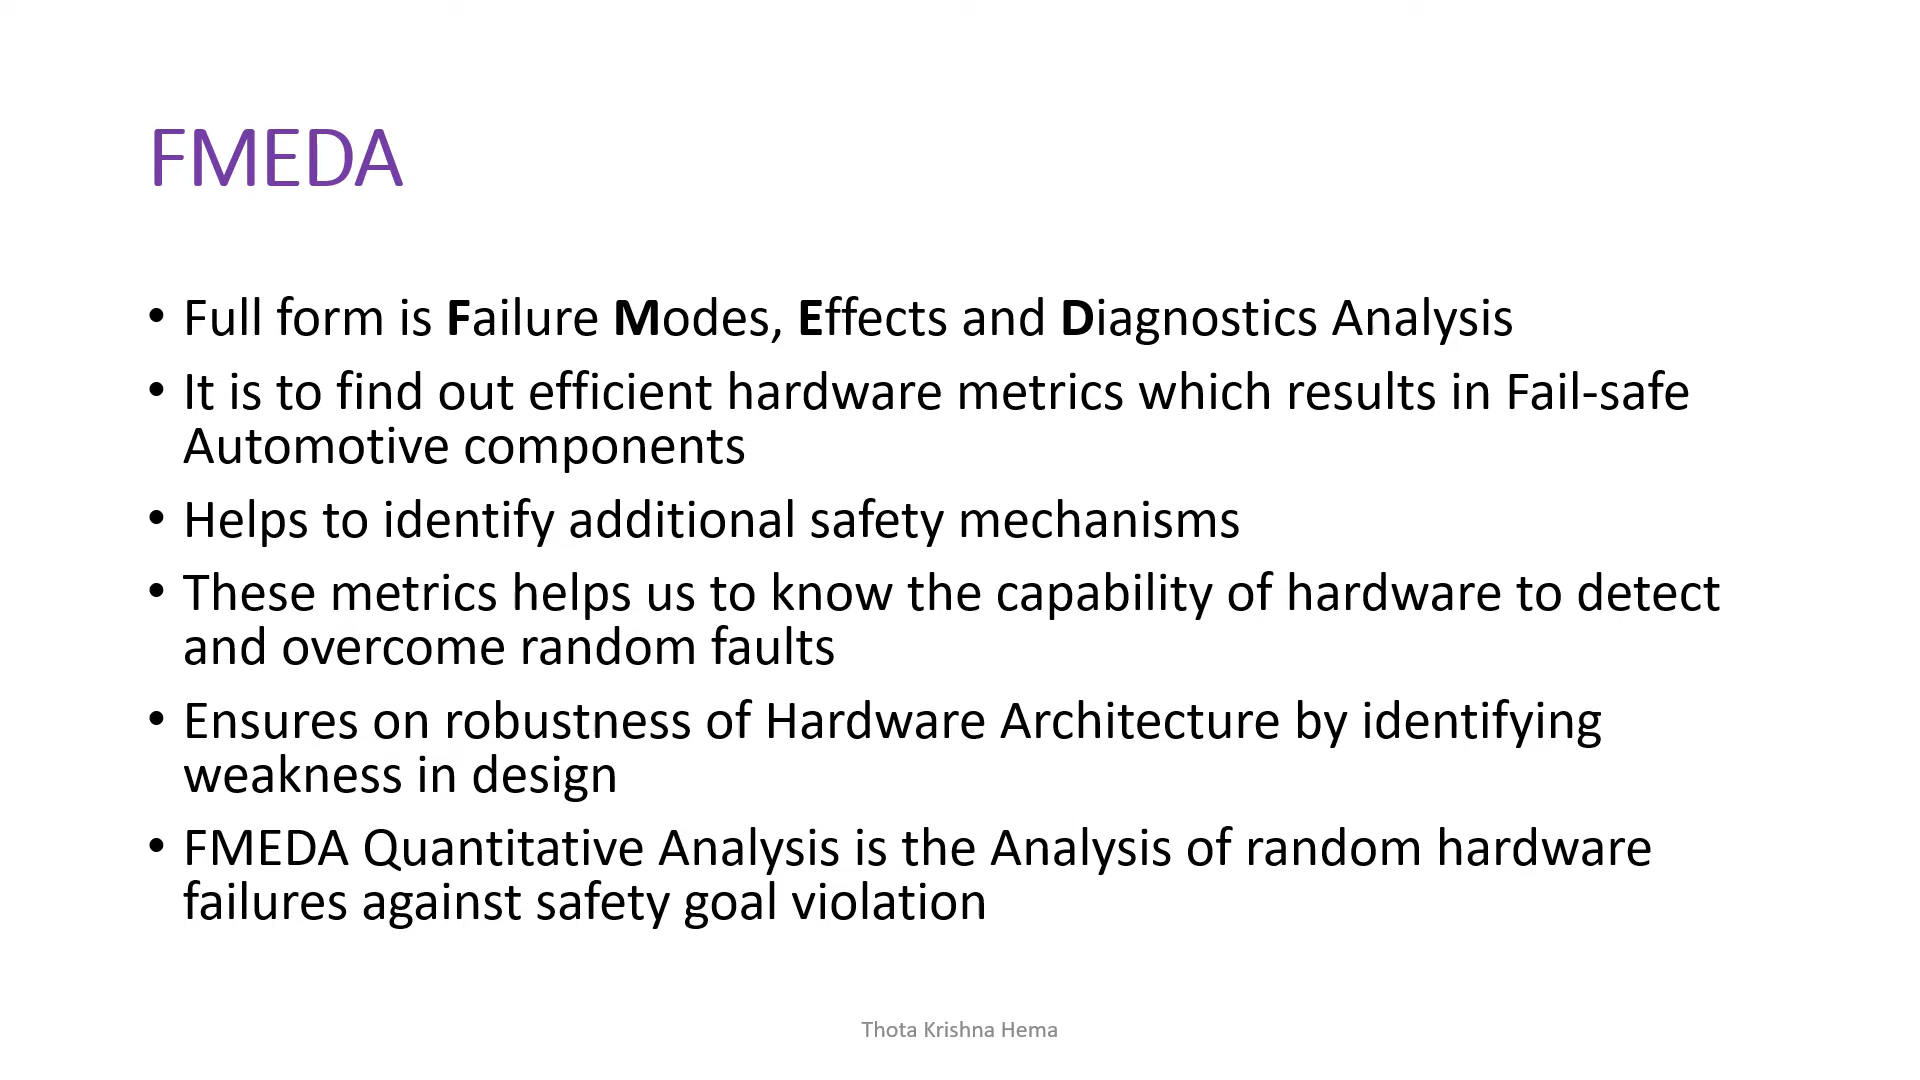 FMEDA
• Full form is Failure Modes, Effects and Diagnostics Analysis
• It is to find out efficient hardware metrics which results in Fail-safe
Automotive components
• Helps to identify additional safety mechanisms
• These metrics helps us to know the capability of hardware to detect
and overcome random faults
• Ensures on robustness of Hardware Architecture by identifying
weakness in design
• FMEDA Quantitative Analysis is the Analysis of random hardware
failures against safety goal violation
Thota Krishna Hema